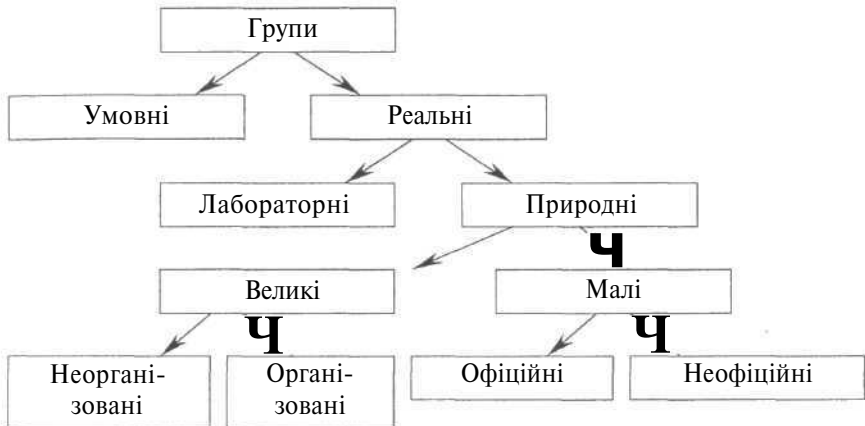 Групи
Умовні Реальні
Лабораторні Природні
Ч
Великі Малі
Ч Ч
Неоргані-
зовані
Органі-
зовані
Офіційні Неофіційні